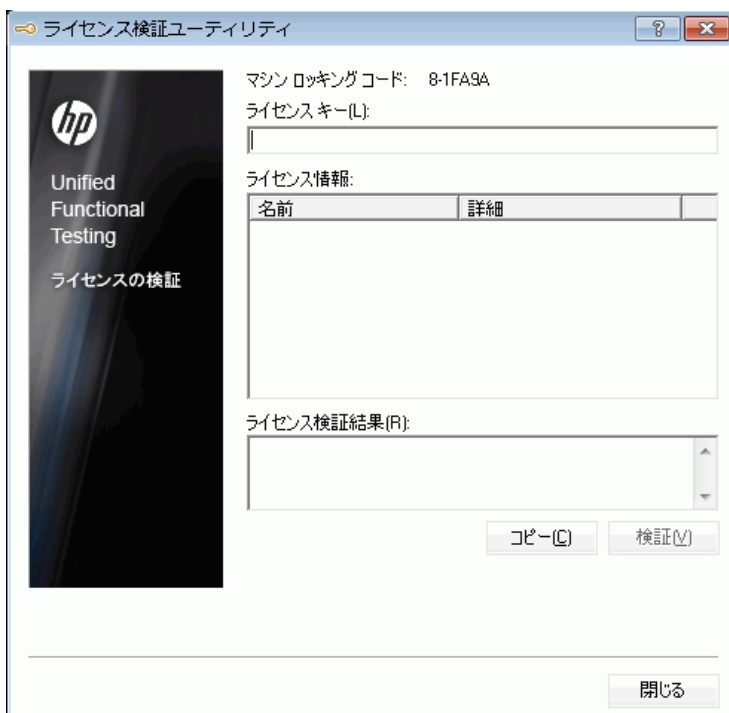 ライセンス検証ユーティリティ
マシン ロッキング コード: 8-1FA9A
ライセンス キー(L):
hp
Unified
Functional
Testing
ライセンスの検証
ライセンス情報:
名前 詳細
ライセンス検証結果(R):
コピー(C) 検証(V)
閉じる